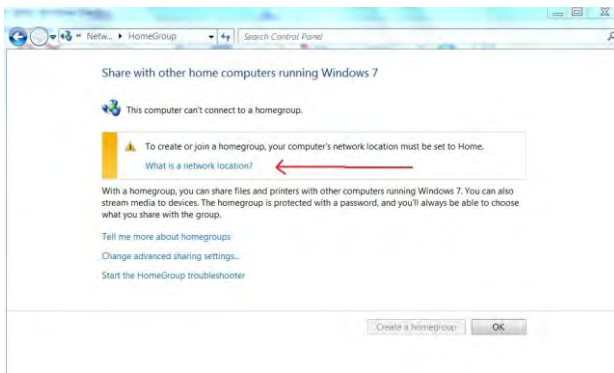 « Netw... ▸ HomeGroup
Search Control Panel
Share with other home computers running Windows 7
This computer can't connect to a homegroup.
To create or join a homegroup, your computer's network location must be set to Home.
What is a network location?
With a homegroup, you can share files and printers with other computers running Windows 7. You can also
stream media to devices. The homegroup is protected with a password, and you'll always be able to choose
what you share with the group.
Tell me more about homegroups
Change advanced sharing settings...
Start the HomeGroup troubleshooter
Create a homegroup
OK